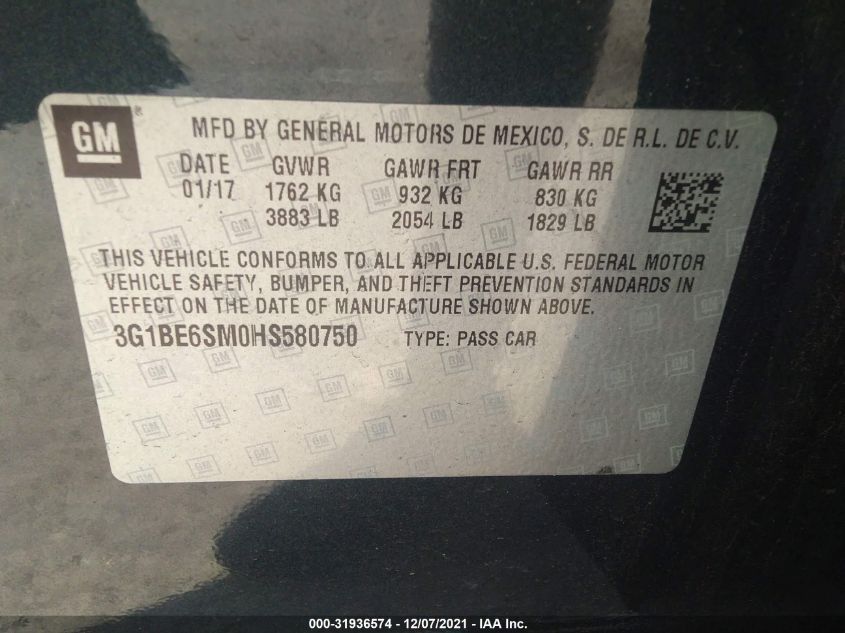 GM ®
MFD BY GENERAL MOTORS DE MEXICO, S. DE R.L. DE C.V.
DATE GVWR GAWR FRT GAWR RR
01/17 1762 KG 932 KG 830 KG
3883 LB 2054 LB 1829 LB
THIS VEHICLE CONFORMS TO ALL APPLICABLE U.S. FEDERAL MOTOR
VEHICLE SAFETY, BUMPER, AND THEFT PREVENTION STANDARDS IN
EFFECT ON THE DATE OF MANUFACTURE SHOWN ABOVE.
3G1BE6SM0HS580750 TYPE: PASS CAR
000-31936574 - 12/07/2021 - IAA Inc.